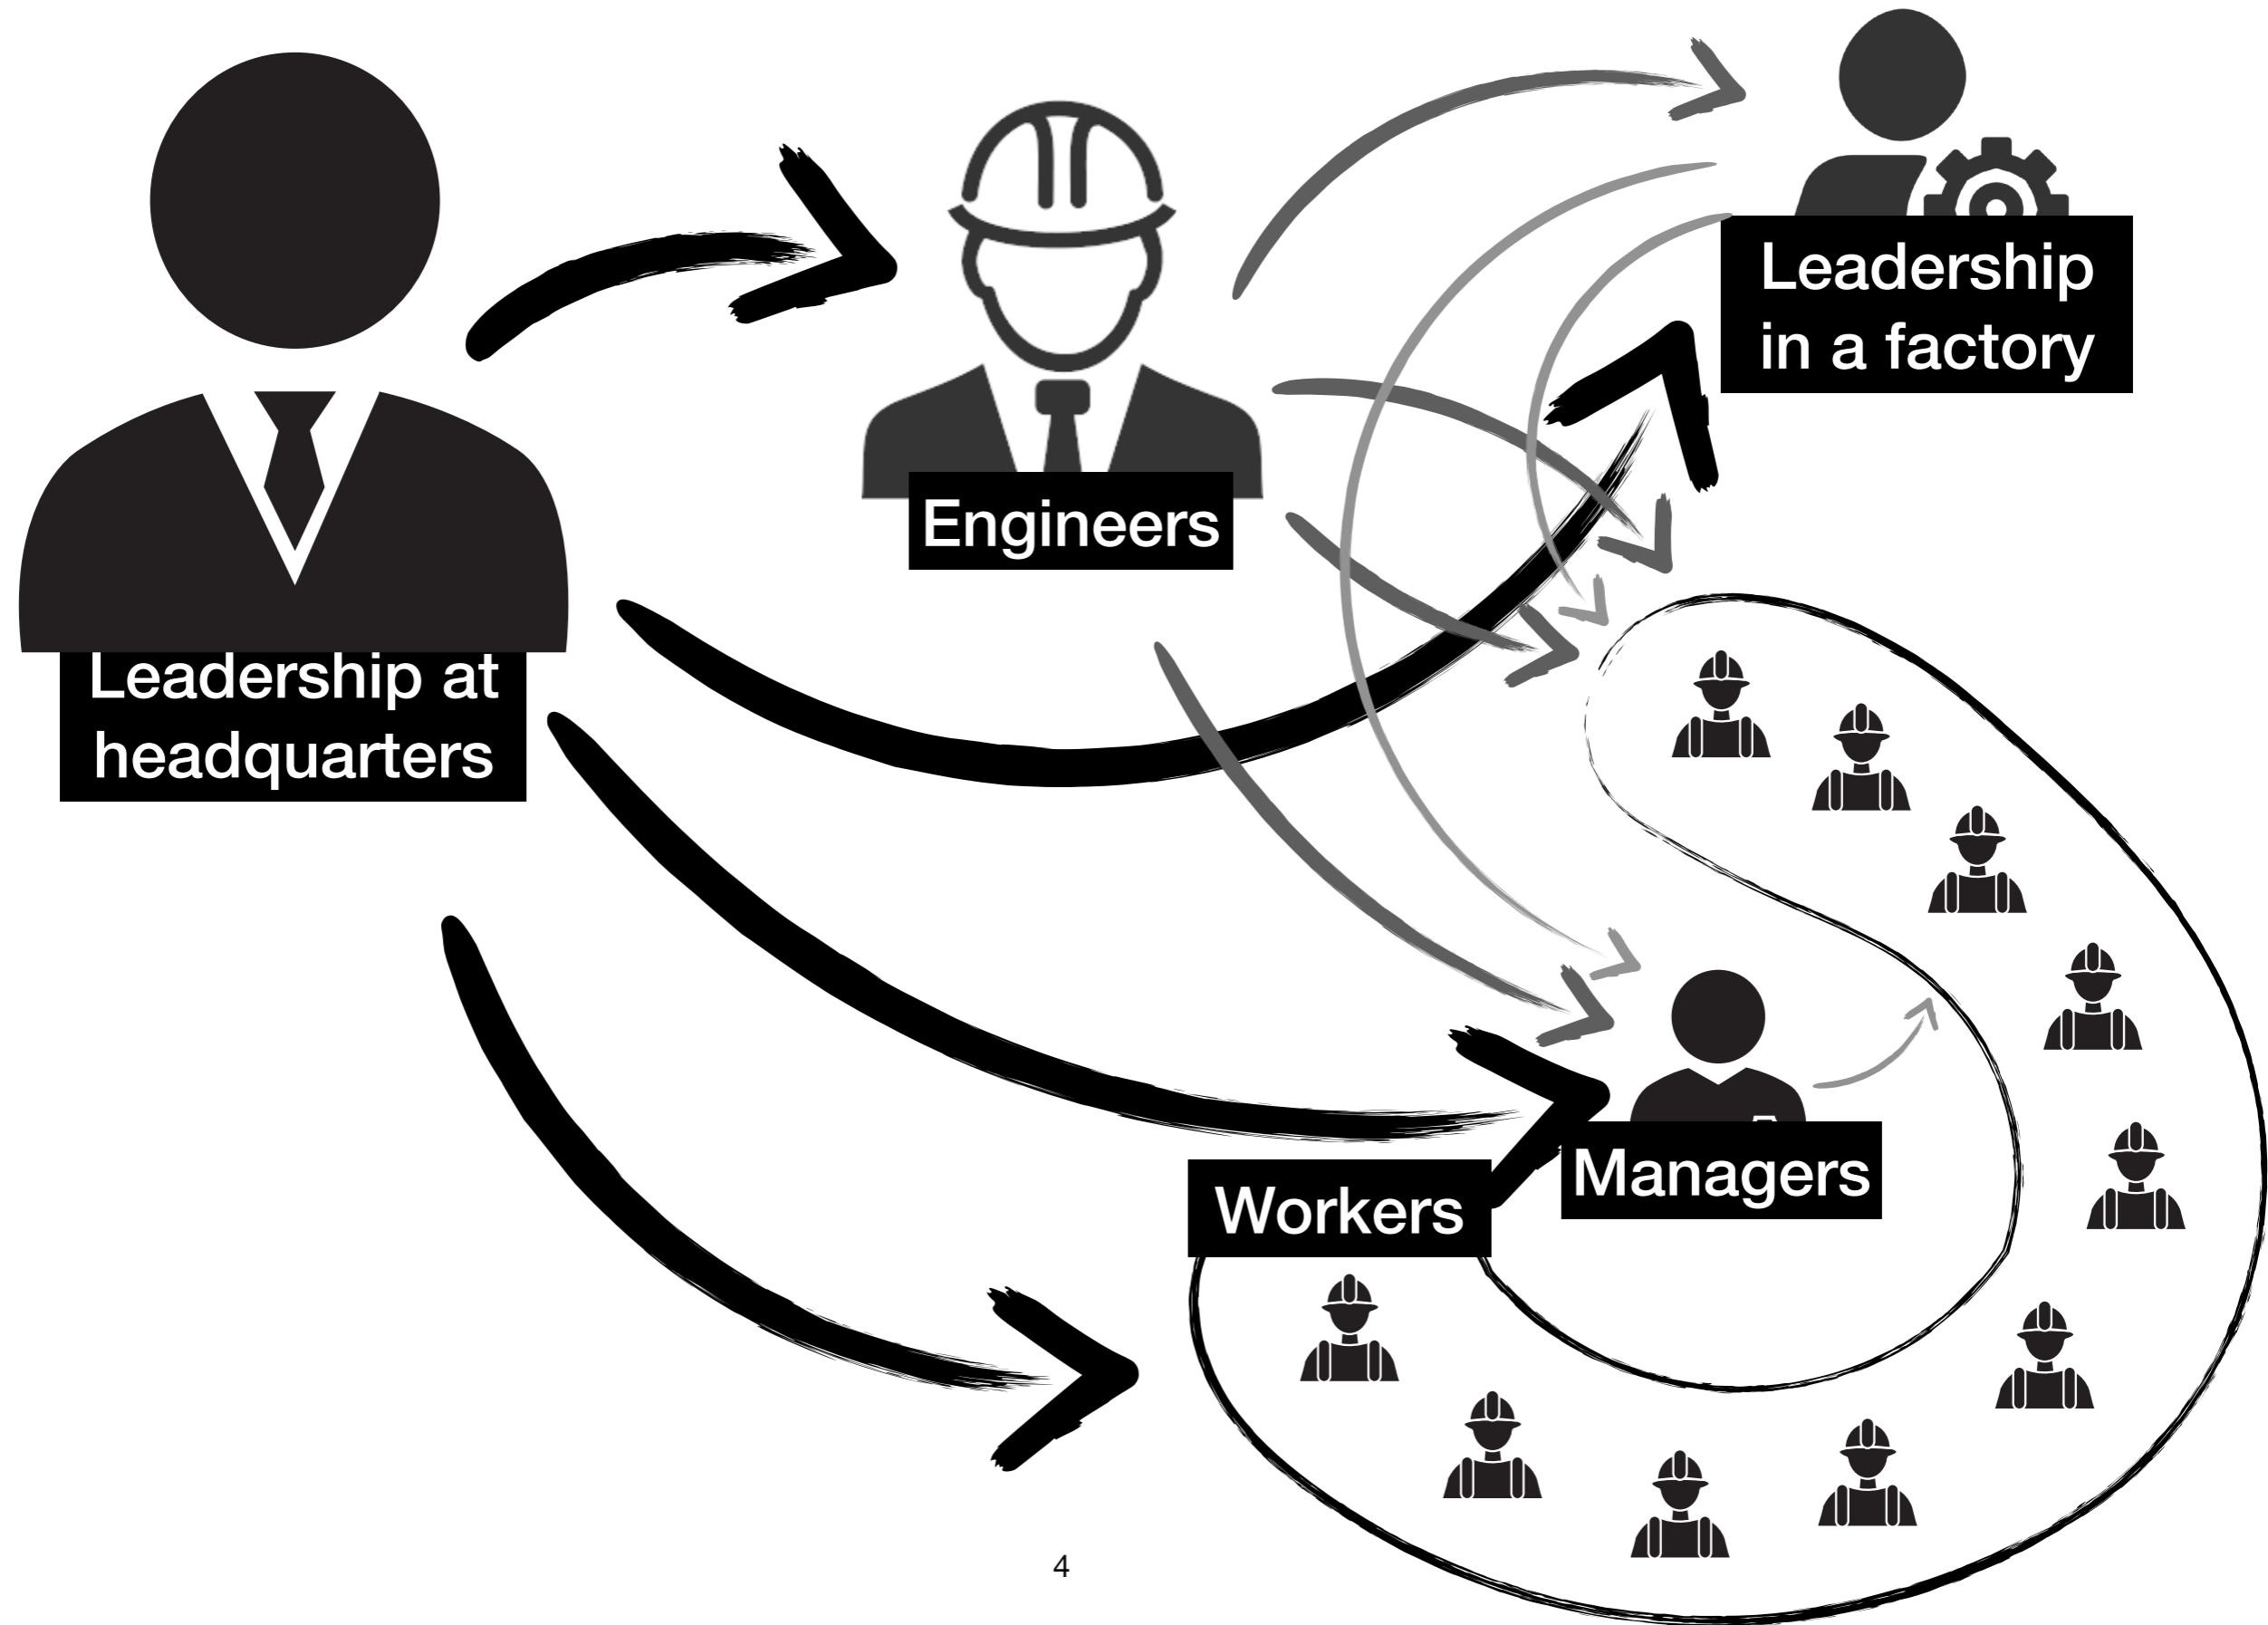 Leadership at
headquarters
Engineers
Leadership
in a factory
Managers
Workers
4